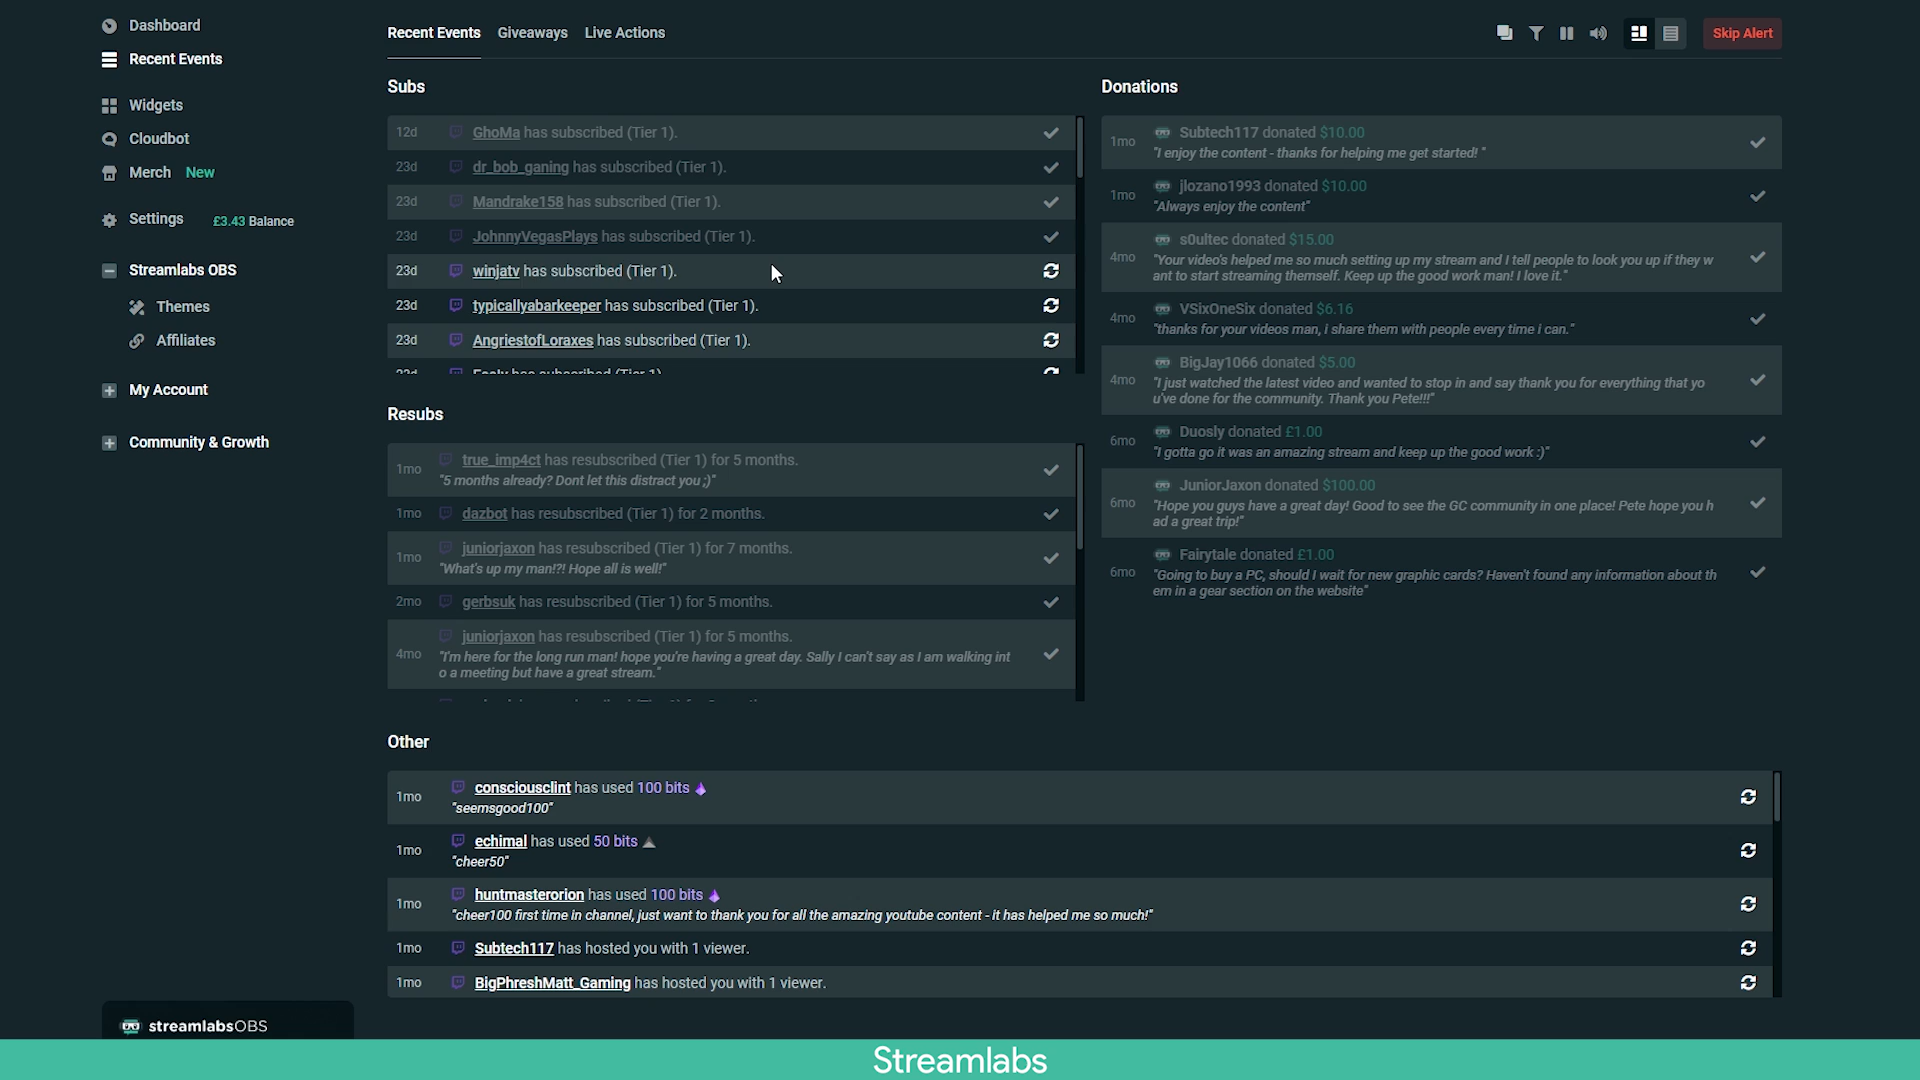 Dashboard
Recent Events
Widgets
Cloudbot
Merch New
Settings £3.43 Balance
Streamlabs OBS
Themes
Affiliates
My Account
Community & Growth
streamlabsOBS
Recent Events Giveaways Live Actions
Skip Alert
Subs
12d GhoMa has subscribed (Tier 1).
23d dr_bob_ganing has subscribed (Tier 1).
23d Mandrake158 has subscribed (Tier 1).
23d JohnnyVegasPlays has subscribed (Tier 1).
23d winjatv has subscribed (Tier 1).
23d typicallyabarkeeper has subscribed (Tier 1).
23d AngriestofLoraxes has subscribed (Tier 1).
23d has subscribed (Tier 1)
Resubs
true_imp4ct has resubscribed (Tier 1) for 5 months.
1mo
"5 months already? Dont let this distract you ;)"
1mo dazbot has resubscribed (Tier 1) for 2 months.
juniorjaxon has resubscribed (Tier 1) for 7 months.
1mo
"What's up my man!?! Hope all is well!"
2mo gerbsuk has resubscribed (Tier 1) for 5 months.
juniorjaxon has resubscribed (Tier 1) for 5 months.
4mo
"I'm here for the long run man! hope you're having a great day. Sally I can't say as I am walking int
o a meeting but have a great stream."
Donations
Subtech117 donated $10.00
1mo
"I enjoy the content - thanks for helping me get started! "
jlozano1993 donated $10.00
1mo
"Always enjoy the content"
s0ultec donated $15.00
4mo
"Your video's helped me so much setting up my stream and I tell people to look you up if they w
ant to start streaming themself. Keep up the good work man! I love it."
VSixOneSix donated $6.16
4mo
"thanks for your videos man, i share them with people every time i can."
BigJay1066 donated $5.00
4mo
"I just watched the latest video and wanted to stop in and say thank you for everything that yo
u've done for the community. Thank you Pete!!!"
Duosly donated £1.00
6mo
"I gotta go it was an amazing stream and keep up the good work :)"
JuniorJaxon donated $100.00
6mo
"Hope you guys have a great day! Good to see the GC community in one place! Pete hope you h
ad a great trip!"
Fairytale donated £1.00
6mo
"Going to buy a PC, should I wait for new graphic cards? Haven't found any information about th
em in a gear section on the website"
Other
consciousclint has used 100 bits
1mo
"seemsgood100"
echimal has used 50 bits
1mo
"cheer50"
huntmasterorion has used 100 bits
1mo
"cheer100 first time in channel, just want to thank you for all the amazing youtube content - it has helped me so much!"
1mo Subtech117 has hosted you with 1 viewer.
1mo BigPhreshMatt_Gaming has hosted you with 1 viewer.
Streamlabs